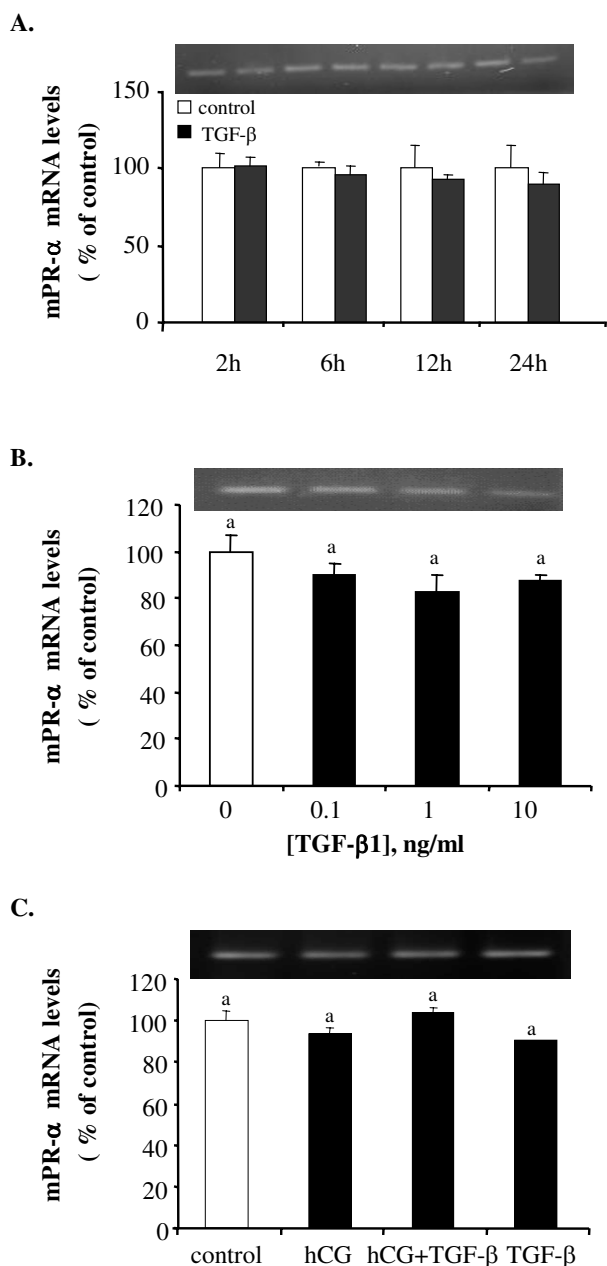 A.
150
100
50
0
control
TGF-β
mPR-α mRNA levels
( % of control)
2h 6h 12h 24h
B.
120
100
80
60
40
20
0
a a a a
mPR-α mRNA levels
( % of control)
0 0.1 1 10
[TGF-β1], ng/ml
C.
120
100
80
60
40
20
0
a a a a
mPR-α mRNA levels
( % of control)
control hCG hCG+TGF-β TGF-β